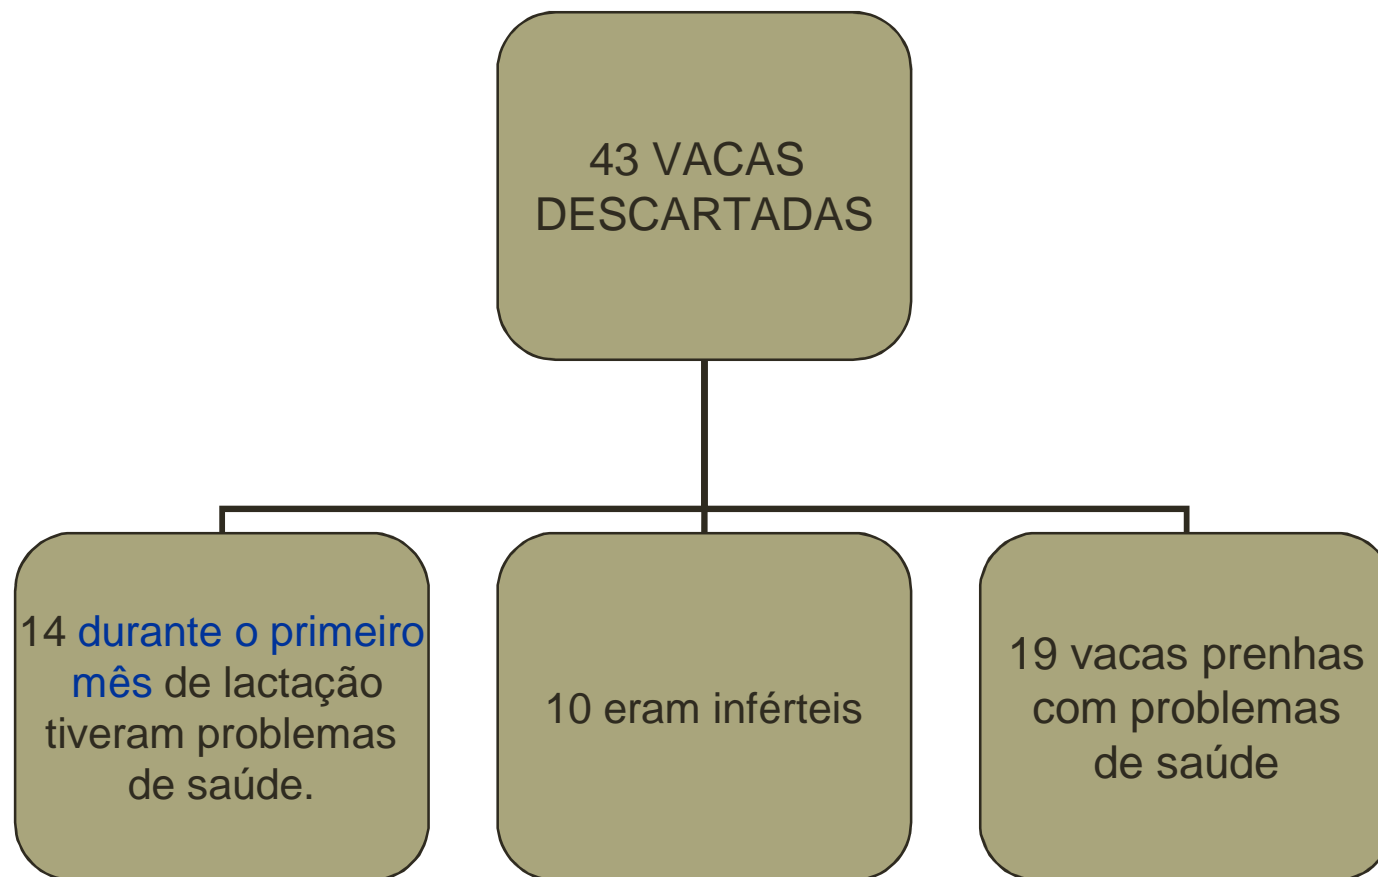 43 VACAS
DESCARTADAS
14 durante o primeiro
mês de lactação
tiveram problemas
de saúde.
10 eram inférteis
19 vacas prenhas
com problemas
de saúde